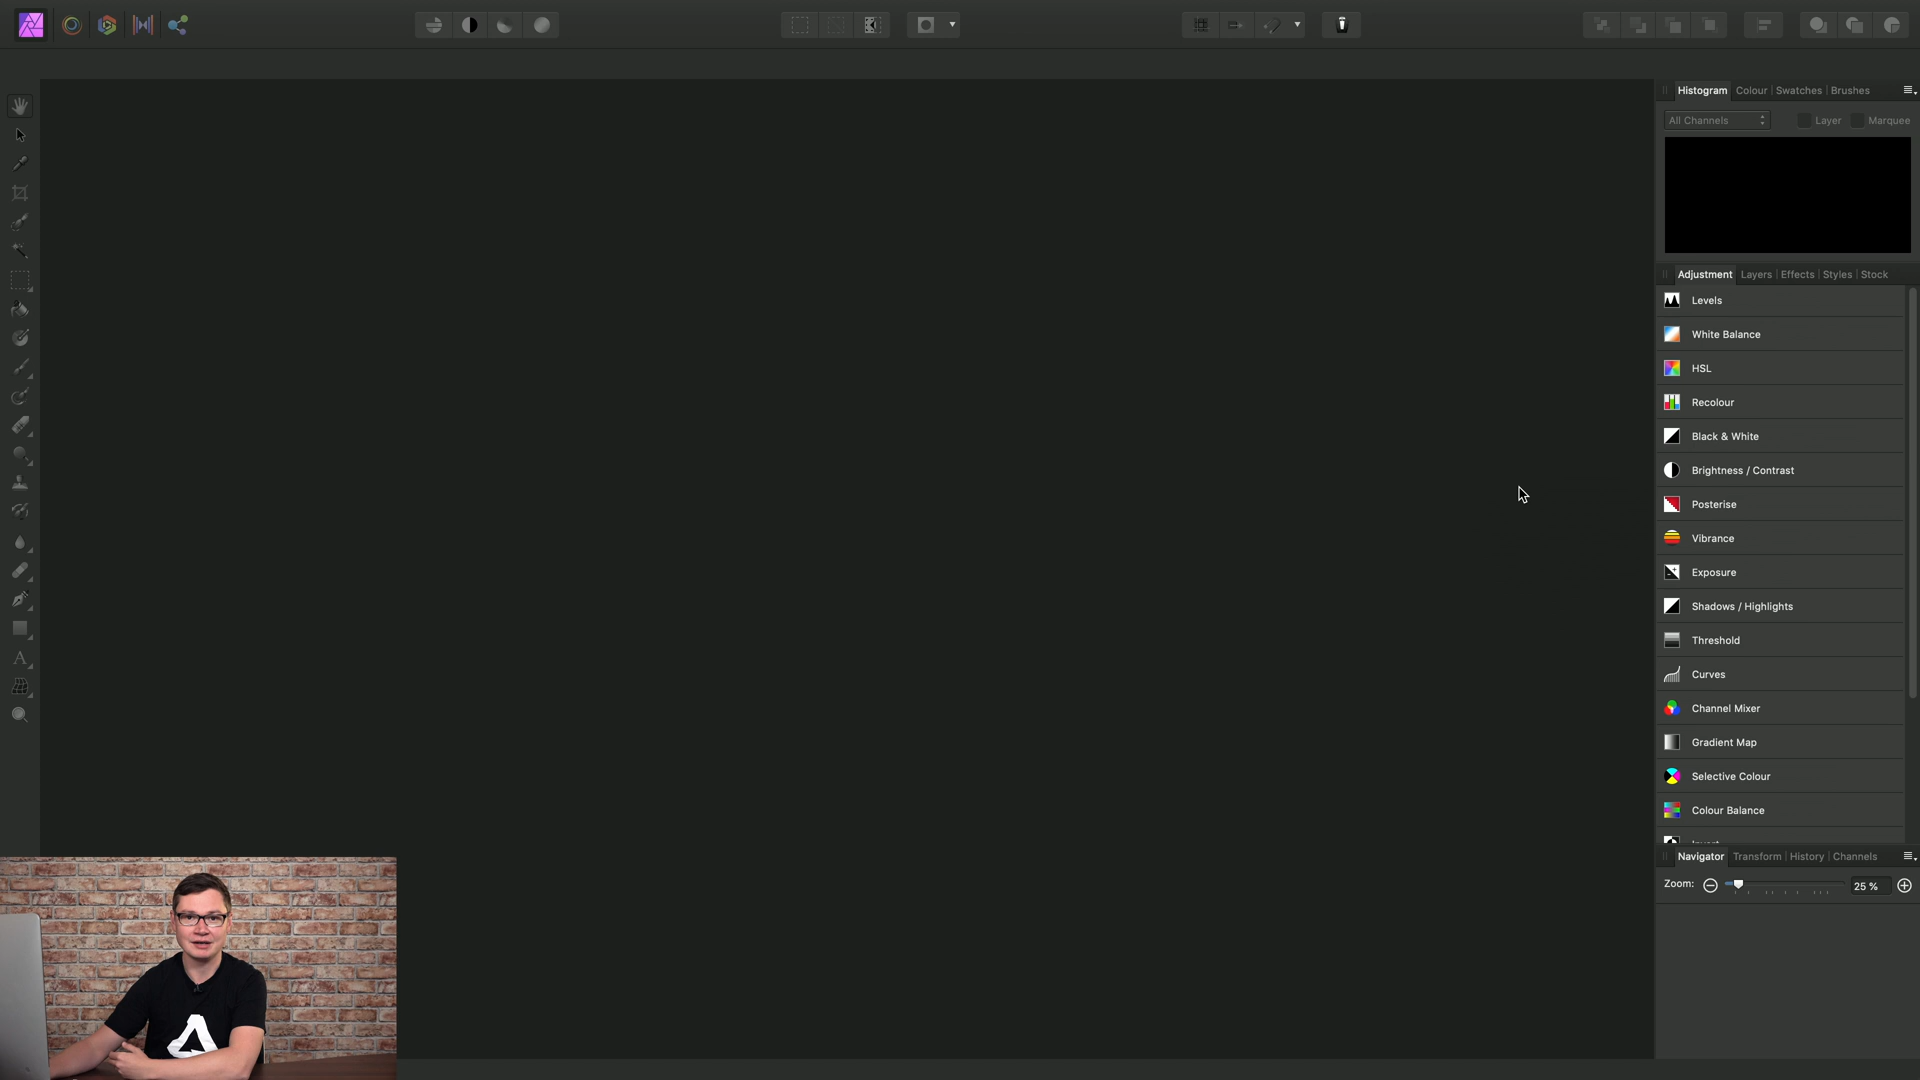 Histogram Colour Swatches Brushes
All Channels Layer Marquee
Adjustment Layers Effects Styles Stock
Levels
White Balance
HSL
Recolour
Black & White
Brightness / Contrast
Posterise
Vibrance
Exposure
Shadows / Highlights
Threshold
Curves
Channel Mixer
Gradient Map
Selective Colour
Colour Balance
Navigator Transform History Channels
Zoom: 25 %